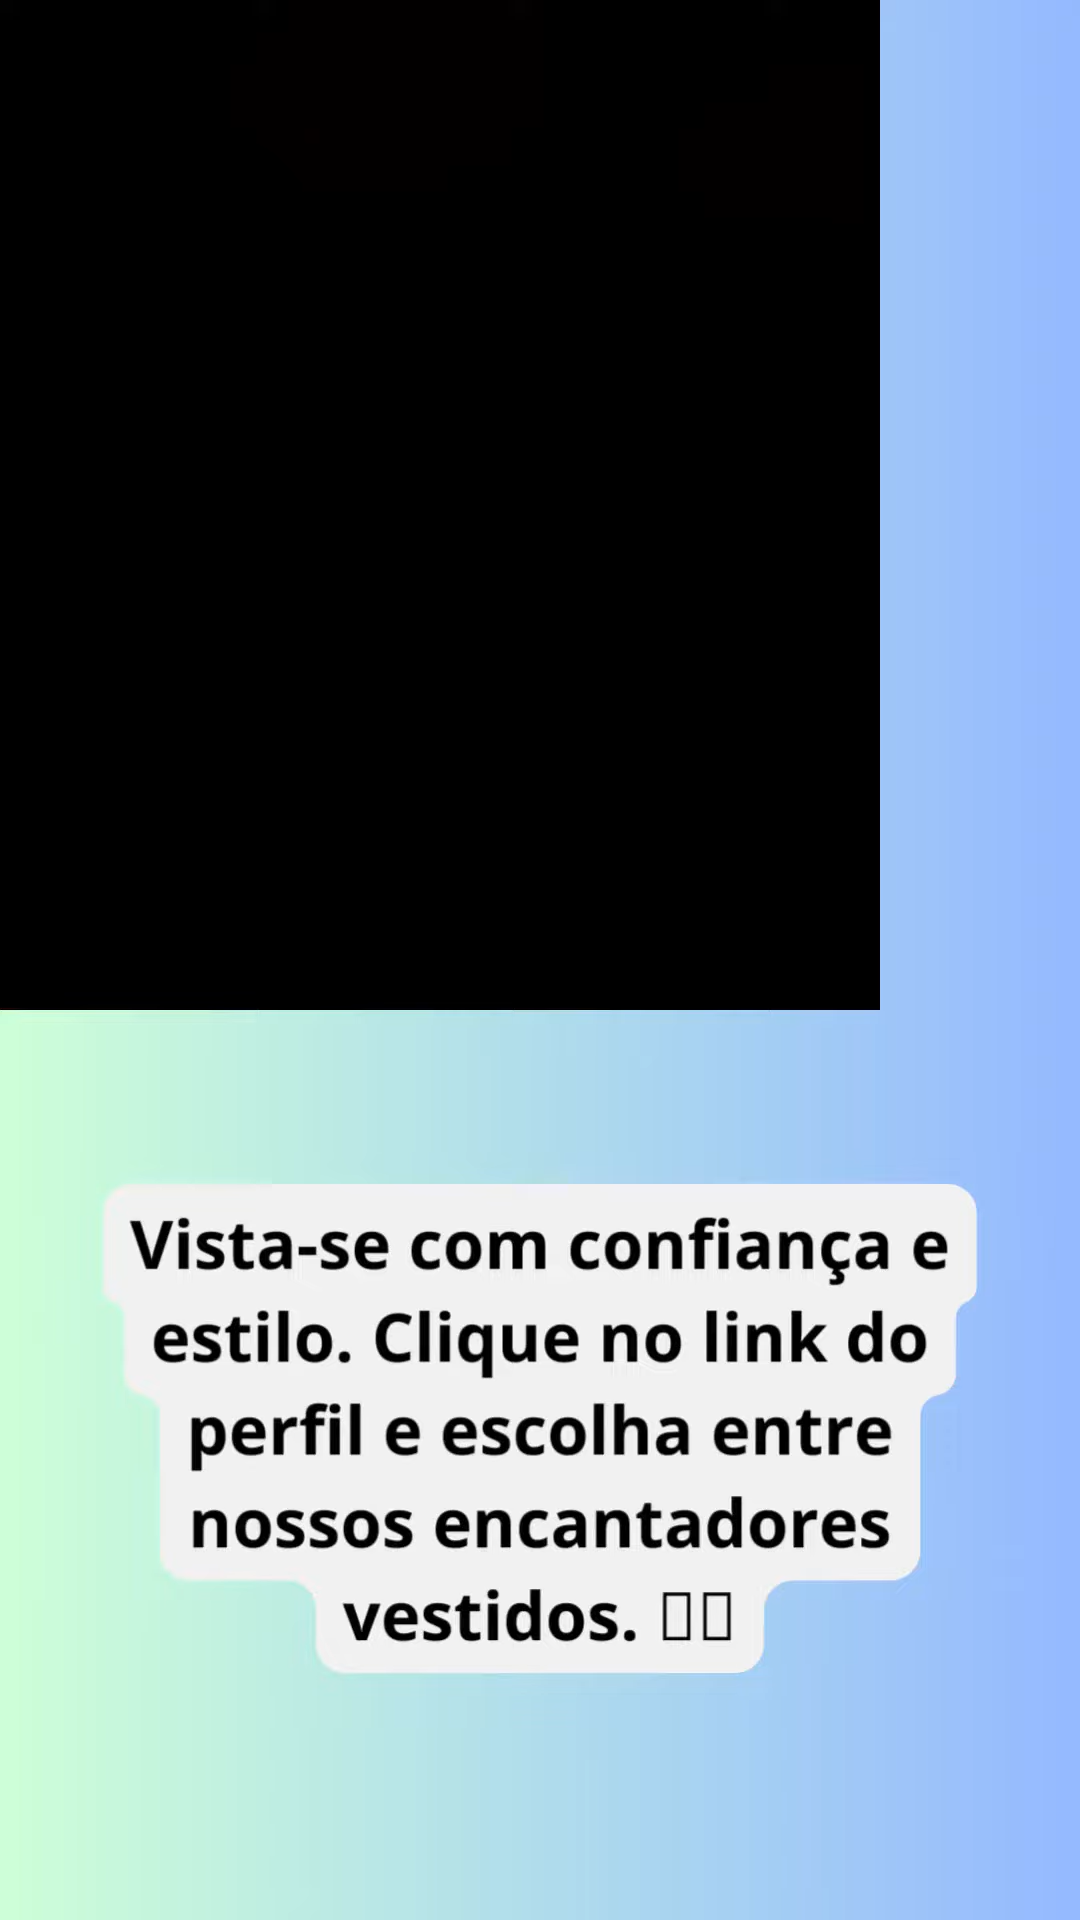 Vista-se com confiança e
estilo. Clique no link do
perfil e escolha entre
nossos encantadores
vestidos.